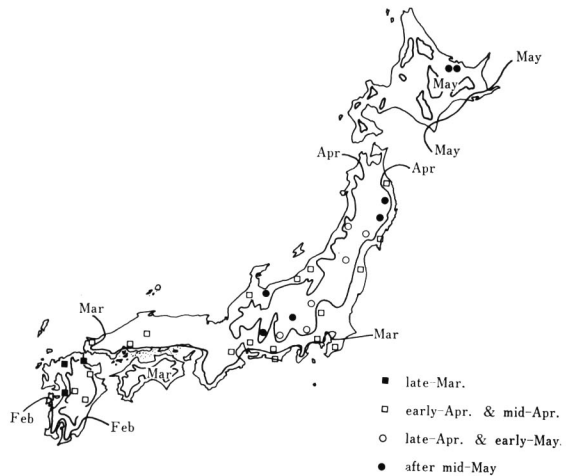 May
May
May
Apr
Apr
Mar
Mar
Mar
Feb
Feb
late-Mar.
early-Apr. & mid-Apr.
late-Apr. & early-May.
after mid-May